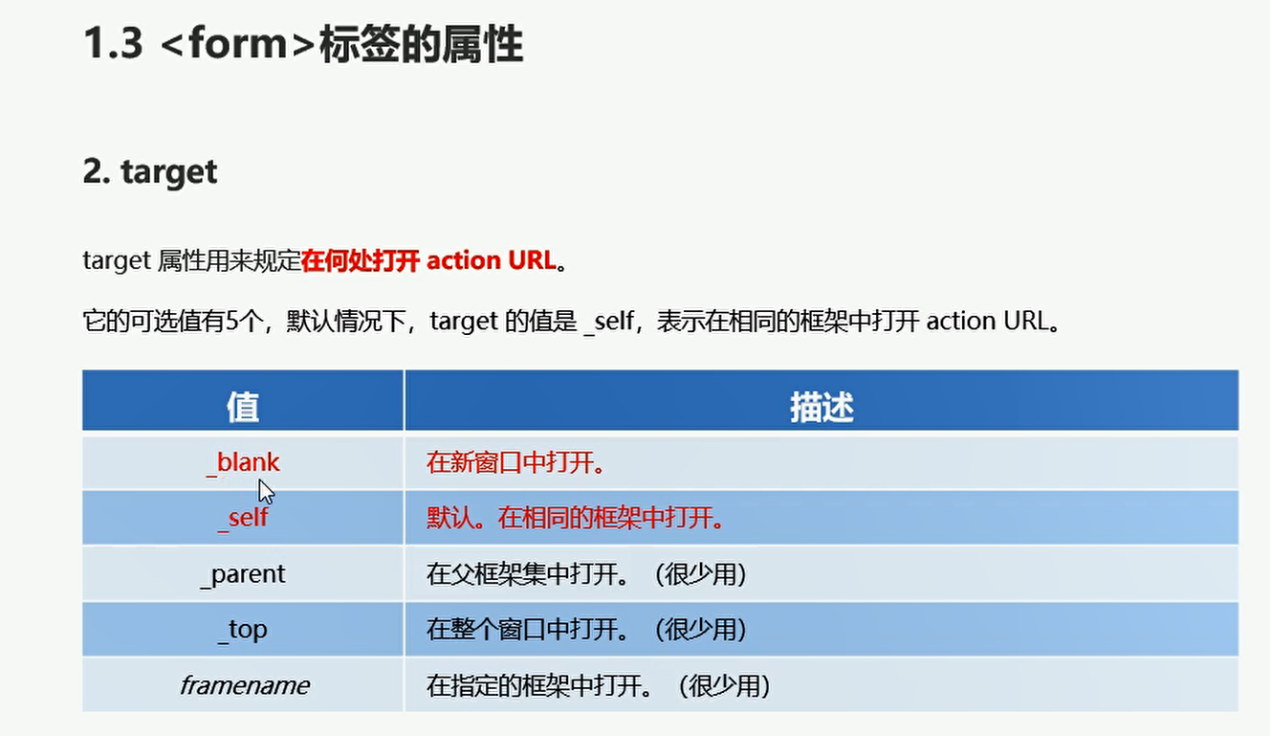 1.3 <form>标签的属性
2. target
target 属性用来规定在何处打开 action URL。
它的可选值有5个，默认情况下，target 的值是 _self，表示在相同的框架中打开 action URL。
值 描述
_blank 在新窗口中打开。
_self 默认。在相同的框架中打开。
_parent 在父框架集中打开。（很少用）
_top 在整个窗口中打开。（很少用）
framename 在指定的框架中打开。（很少用）